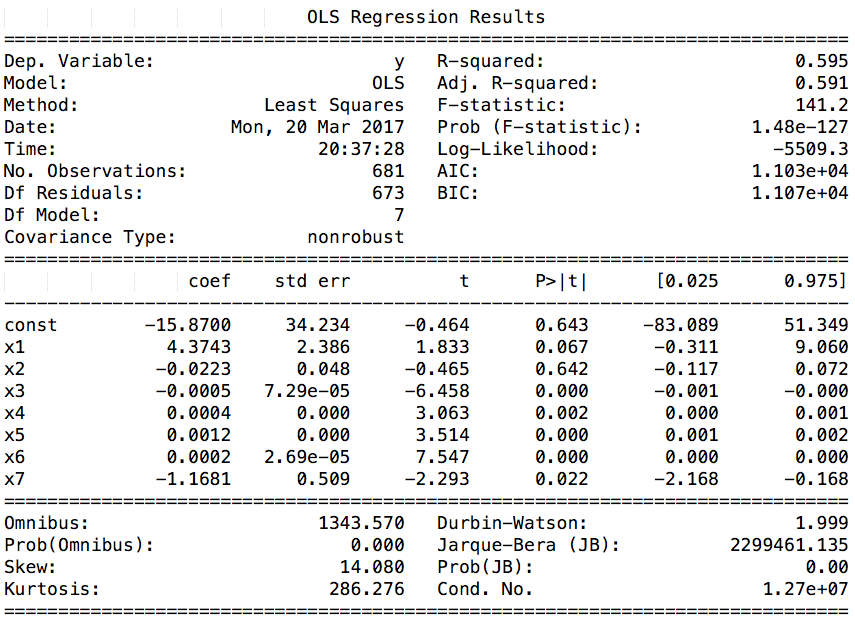 OLS Regression Results
==============================================================================
Dep. Variable:                      y   R-squared:                       0.595
Model:                            OLS   Adj. R-squared:                  0.591
Method:                 Least Squares   F-statistic:                     141.2
Date:                Mon, 20 Mar 2017   Prob (F-statistic):          1.48e-127
Time:                        20:37:28   Log-Likelihood:                -5509.3
No. Observations:                 681   AIC:                         1.103e+04
Df Residuals:                     673   BIC:                         1.107e+04
Df Model:                           7
Covariance Type:            nonrobust
==============================================================================
                 coef    std err          t      P>|t|      [0.025      0.975]
------------------------------------------------------------------------------
const        -15.8700     34.234     -0.464      0.643     -83.089      51.349
x1             4.3743      2.386      1.833      0.067      -0.311       9.060
x2            -0.0223      0.048     -0.465      0.642      -0.117       0.072
x3            -0.0005   7.29e-05     -6.458      0.000      -0.001      -0.000
x4             0.0004      0.000      3.063      0.002       0.000       0.001
x5             0.0012      0.000      3.514      0.000       0.001       0.002
x6             0.0002   2.69e-05      7.547      0.000       0.000       0.000
x7            -1.1681      0.509     -2.293      0.022      -2.168      -0.168
==============================================================================
Omnibus:                     1343.570   Durbin-Watson:                   1.999
Prob(Omnibus):                  0.000   Jarque-Bera (JB):          2299461.135
Skew:                          14.080   Prob(JB):                         0.00
Kurtosis:                     286.276   Cond. No.                     1.27e+07
==============================================================================